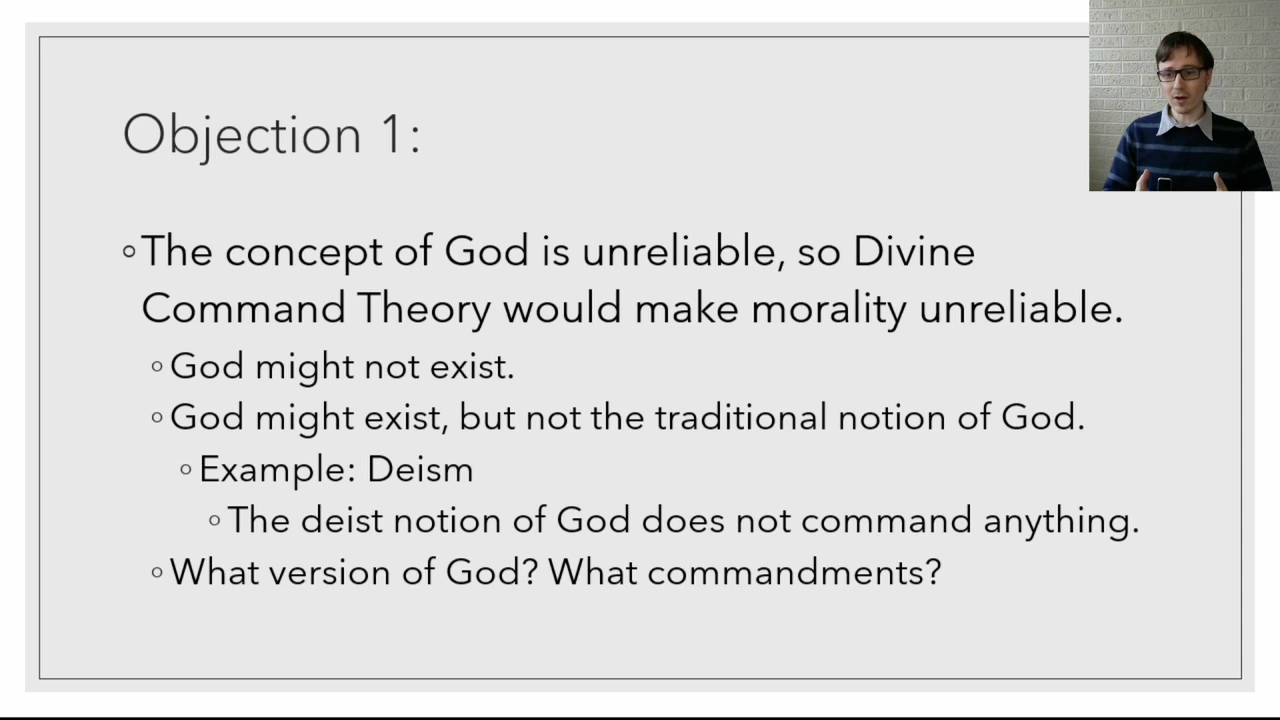 Objection 1:
◦The concept of God is unreliable, so Divine
Command Theory would make morality unreliable.
◦God might not exist.
◦God might exist, but not the traditional notion of God.
◦Example: Deism
◦The deist notion of God does not command anything.
◦What version of God? What commandments?